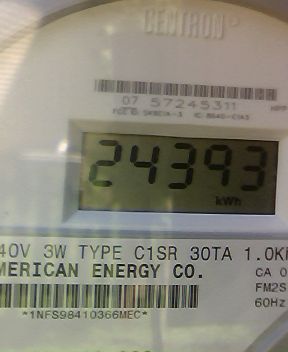 CENTRON®
07 57245311
24393
kWh
40V 3W TYPE C1SR 30TA 1.0K
MERICAN ENERGY CO.
CA 0
FM2S
60Hz
*1NFS98410366MEC*